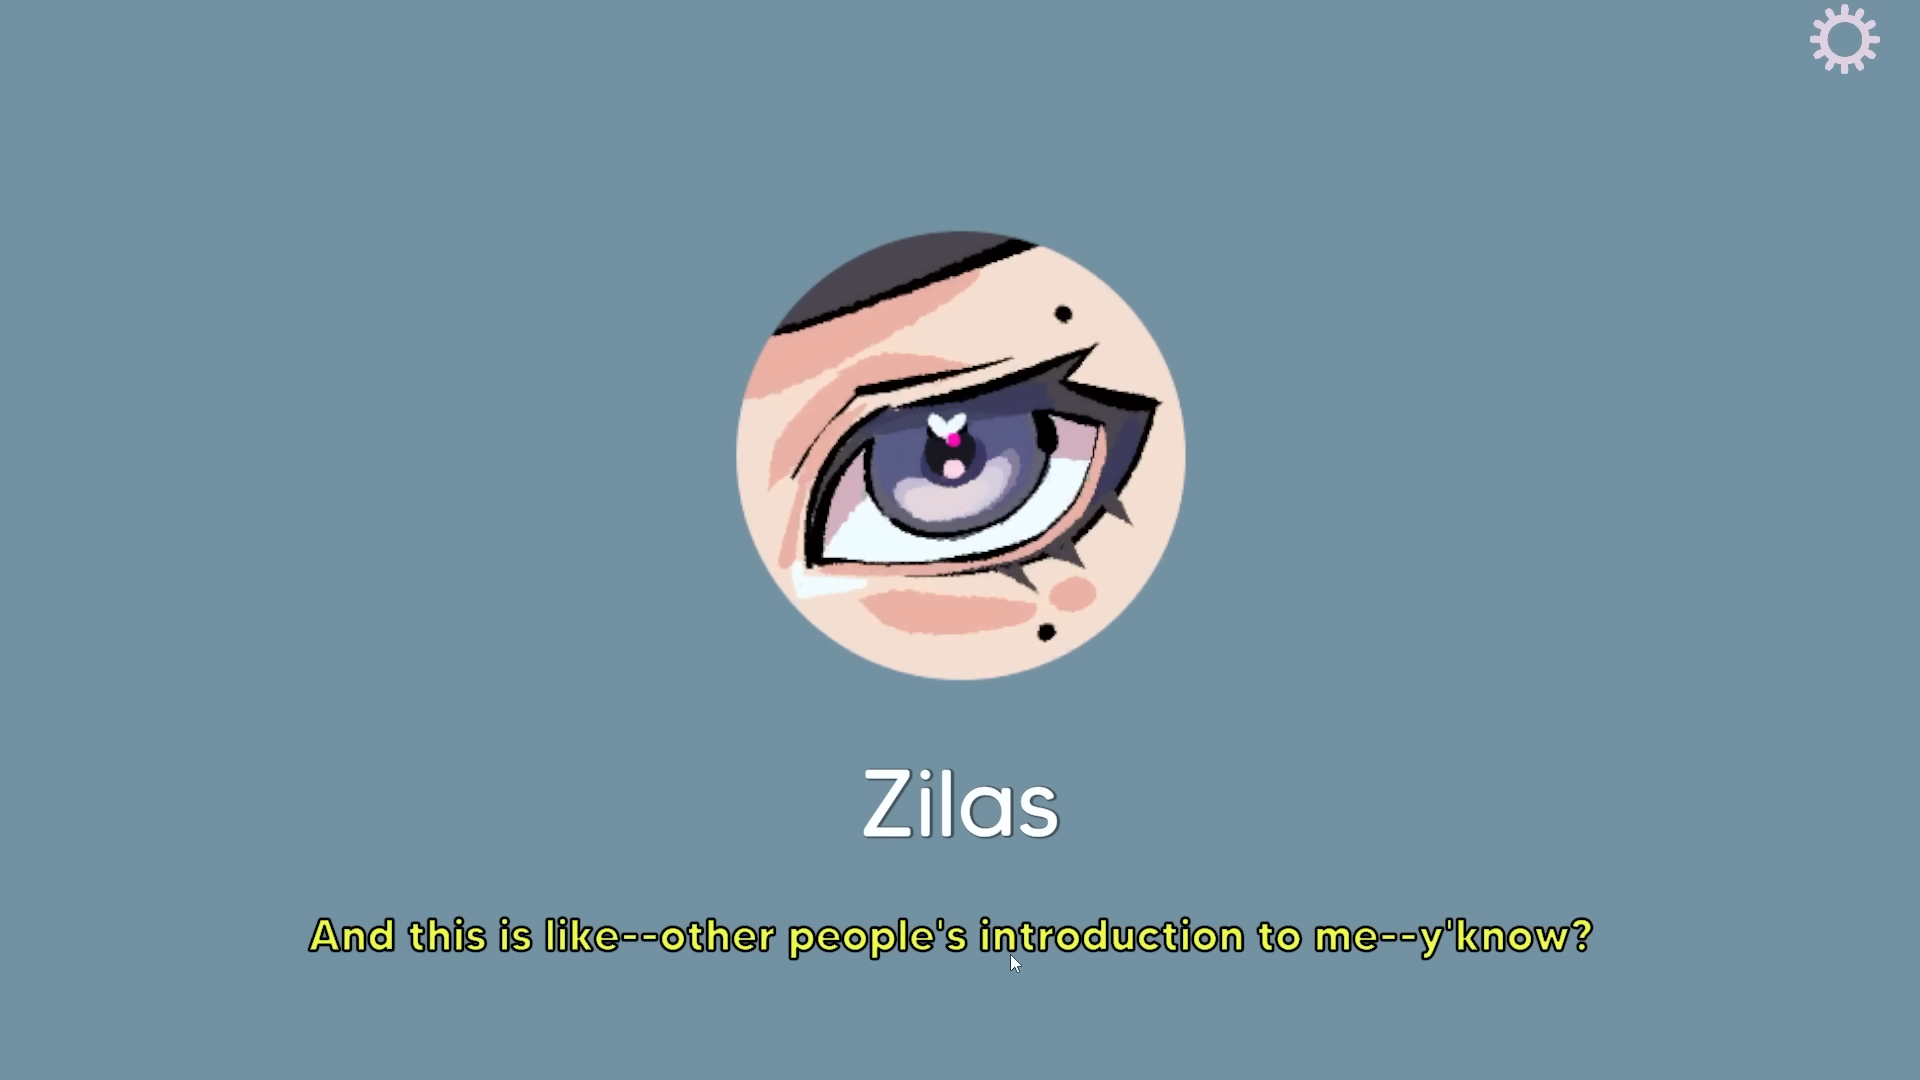 Zilas
And this is like--other people's introduction to me--y'know?